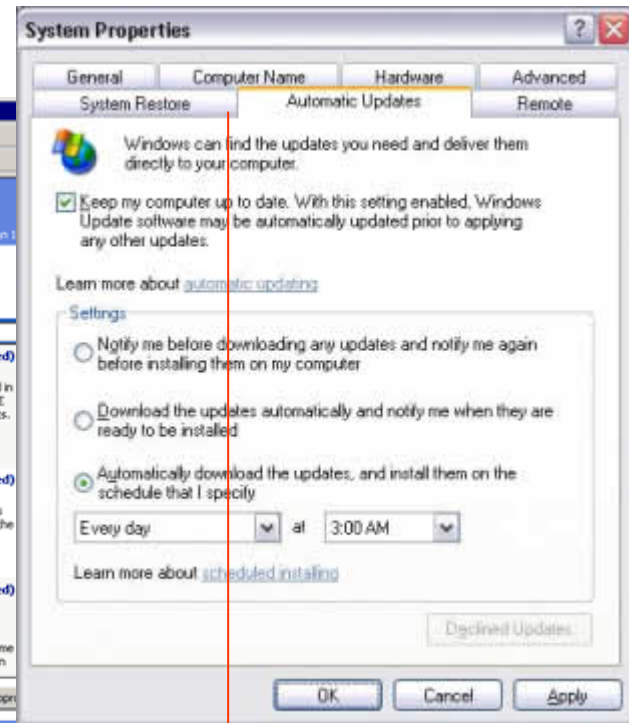 System Properties
General Computer Name Hardware Advanced
System Restore Automatic Updates Remote
Windows can find the updates you need and deliver them
directly to your computer.
Keep my computer up to date. With this setting enabled, Windows
Update software may be automatically updated prior to applying
any other updates.
Learn more about automatic updating
Settings
Notify me before downloading any updates and notify me again
before installing them on my computer
Download the updates automatically and notify me when they are
ready to be installed
Automatically download the updates, and install them on the
schedule that I specify
Every day at 3:00 AM
Learn more about scheduled installing
Declined Updates
OK Cancel Apply